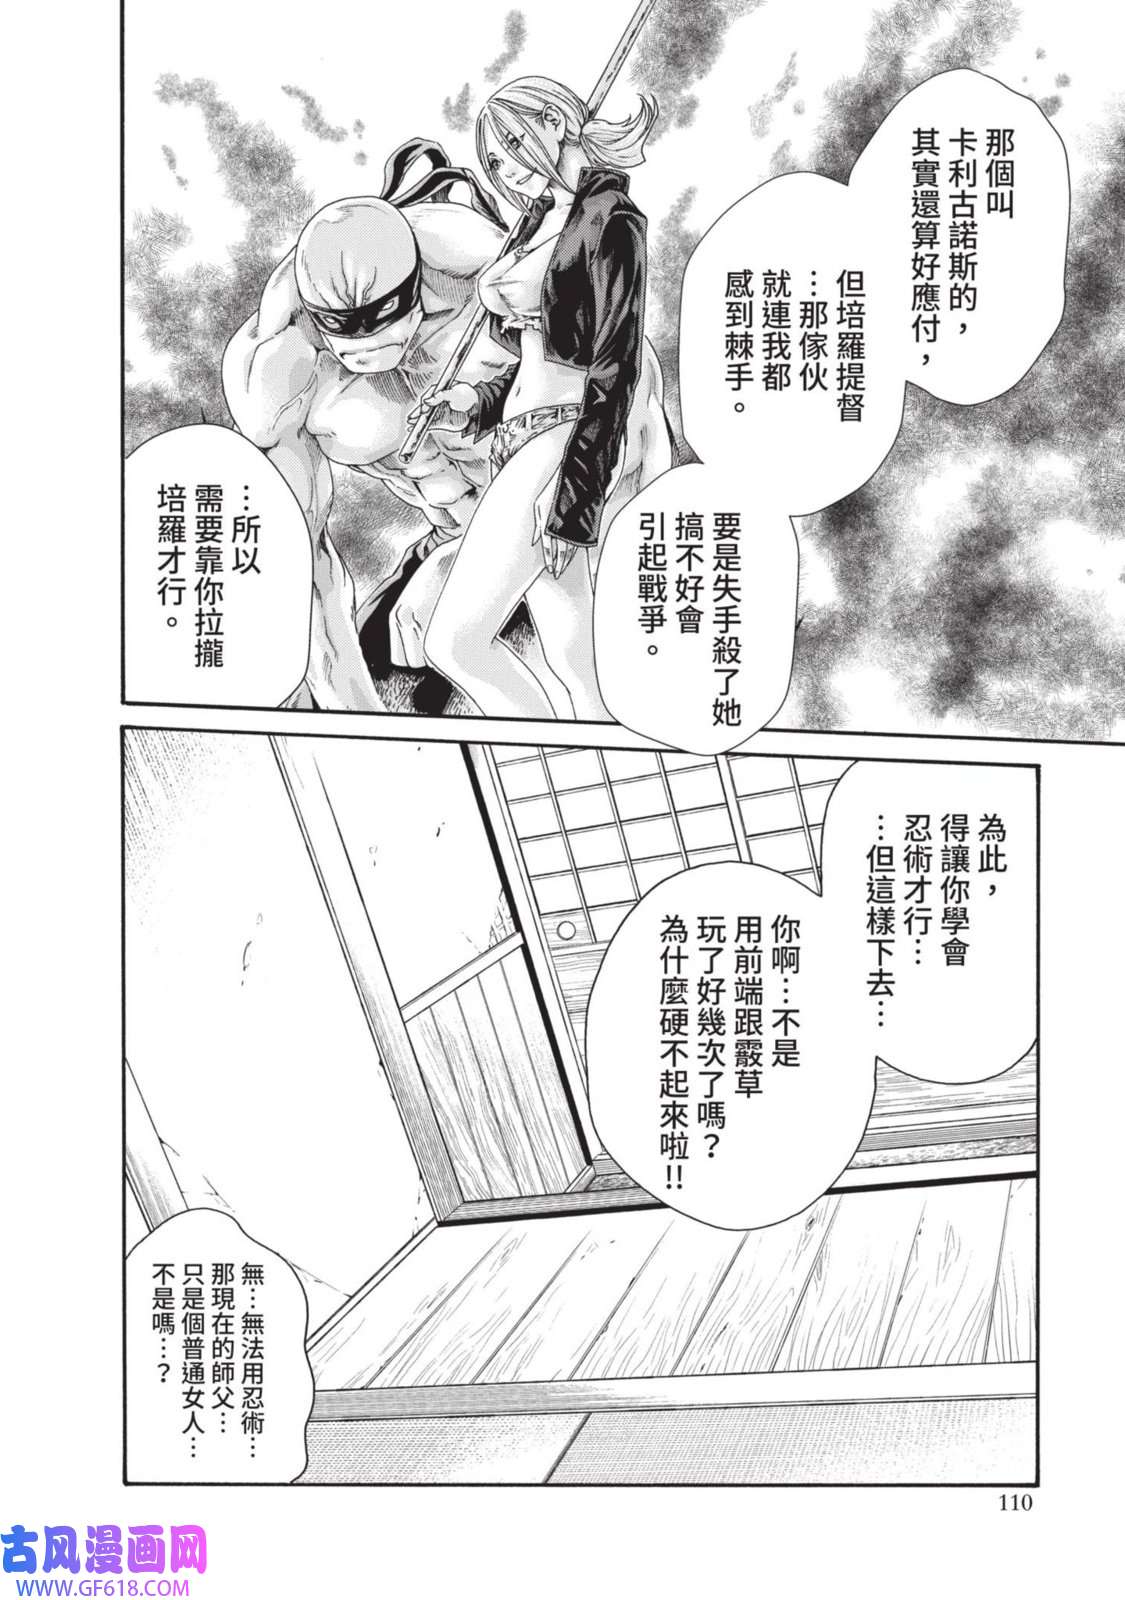 那個叫
卡利古諾斯的，
其實還算好應付，
但培羅提督
…那傢伙
就連我都
感到棘手。
要是失手殺了她
搞不好會
引起戰爭。
…所以
需要靠你拉攏
培羅才行。
為此，
得讓你學會
忍術才行…
…但這樣下去…
你啊…不是
用前端跟霰草
玩了好幾次了嗎？
為什麼硬不起來啦!!
無…無法用忍術…
那現在的師父…
只是個普通女人…
不是嗎…？
110
古风漫画网
WWW.GF618.COM